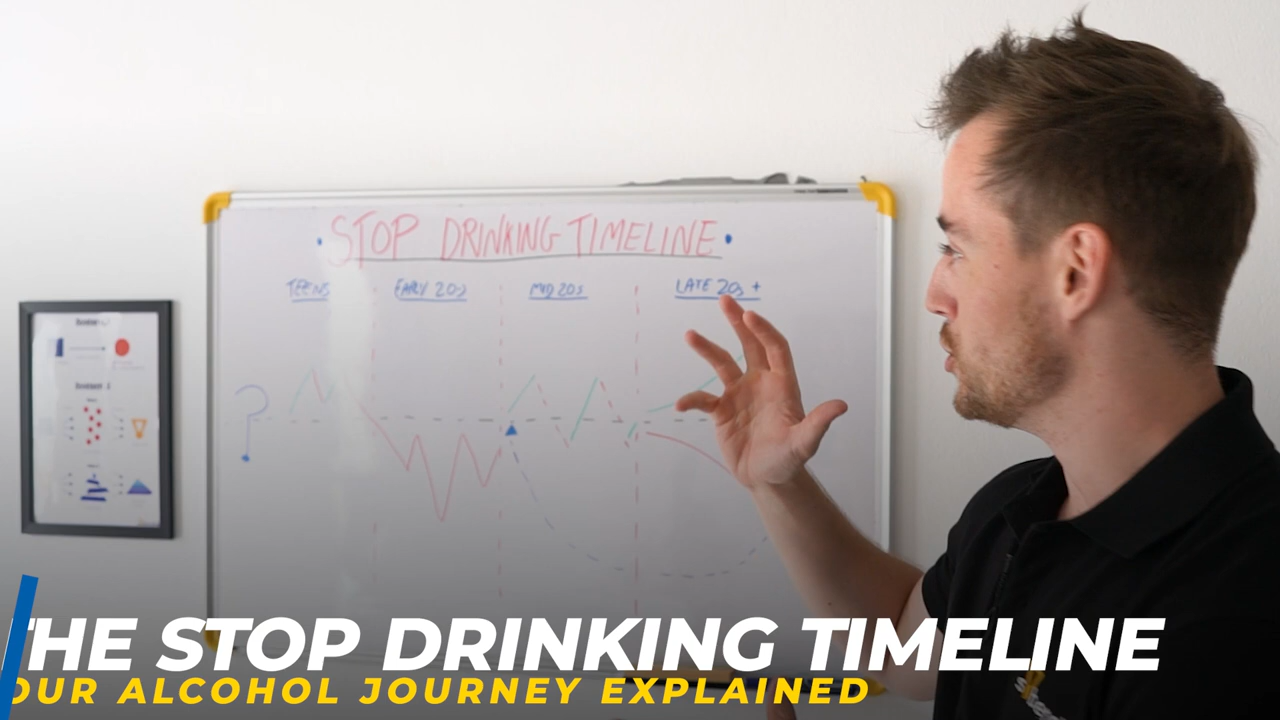 STOP DRINKING TIMELINE
TEENS EARLY 20s MID 20s LATE 20s +
?
THE STOP DRINKING TIMELINE
OUR ALCOHOL JOURNEY EXPLAINED